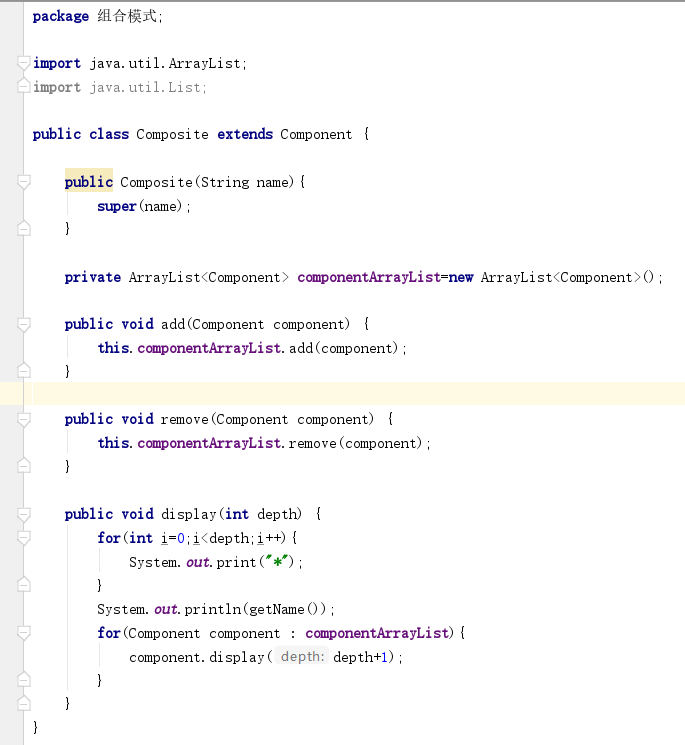 package 组合模式;
import java.util.ArrayList;
import java.util.List;
public class Composite extends Component {
public Composite(String name){
super(name);
}
private ArrayList<Component> componentArrayList=new ArrayList<Component>();
public void add(Component component) {
this.componentArrayList.add(component);
}
public void remove(Component component) {
this.componentArrayList.remove(component);
}
public void display(int depth) {
for(int i=0;i<depth;i++){
System.out.print("*");
}
System.out.println(getName());
for(Component component : componentArrayList){
component.display( depth: depth+1);
}
}
}